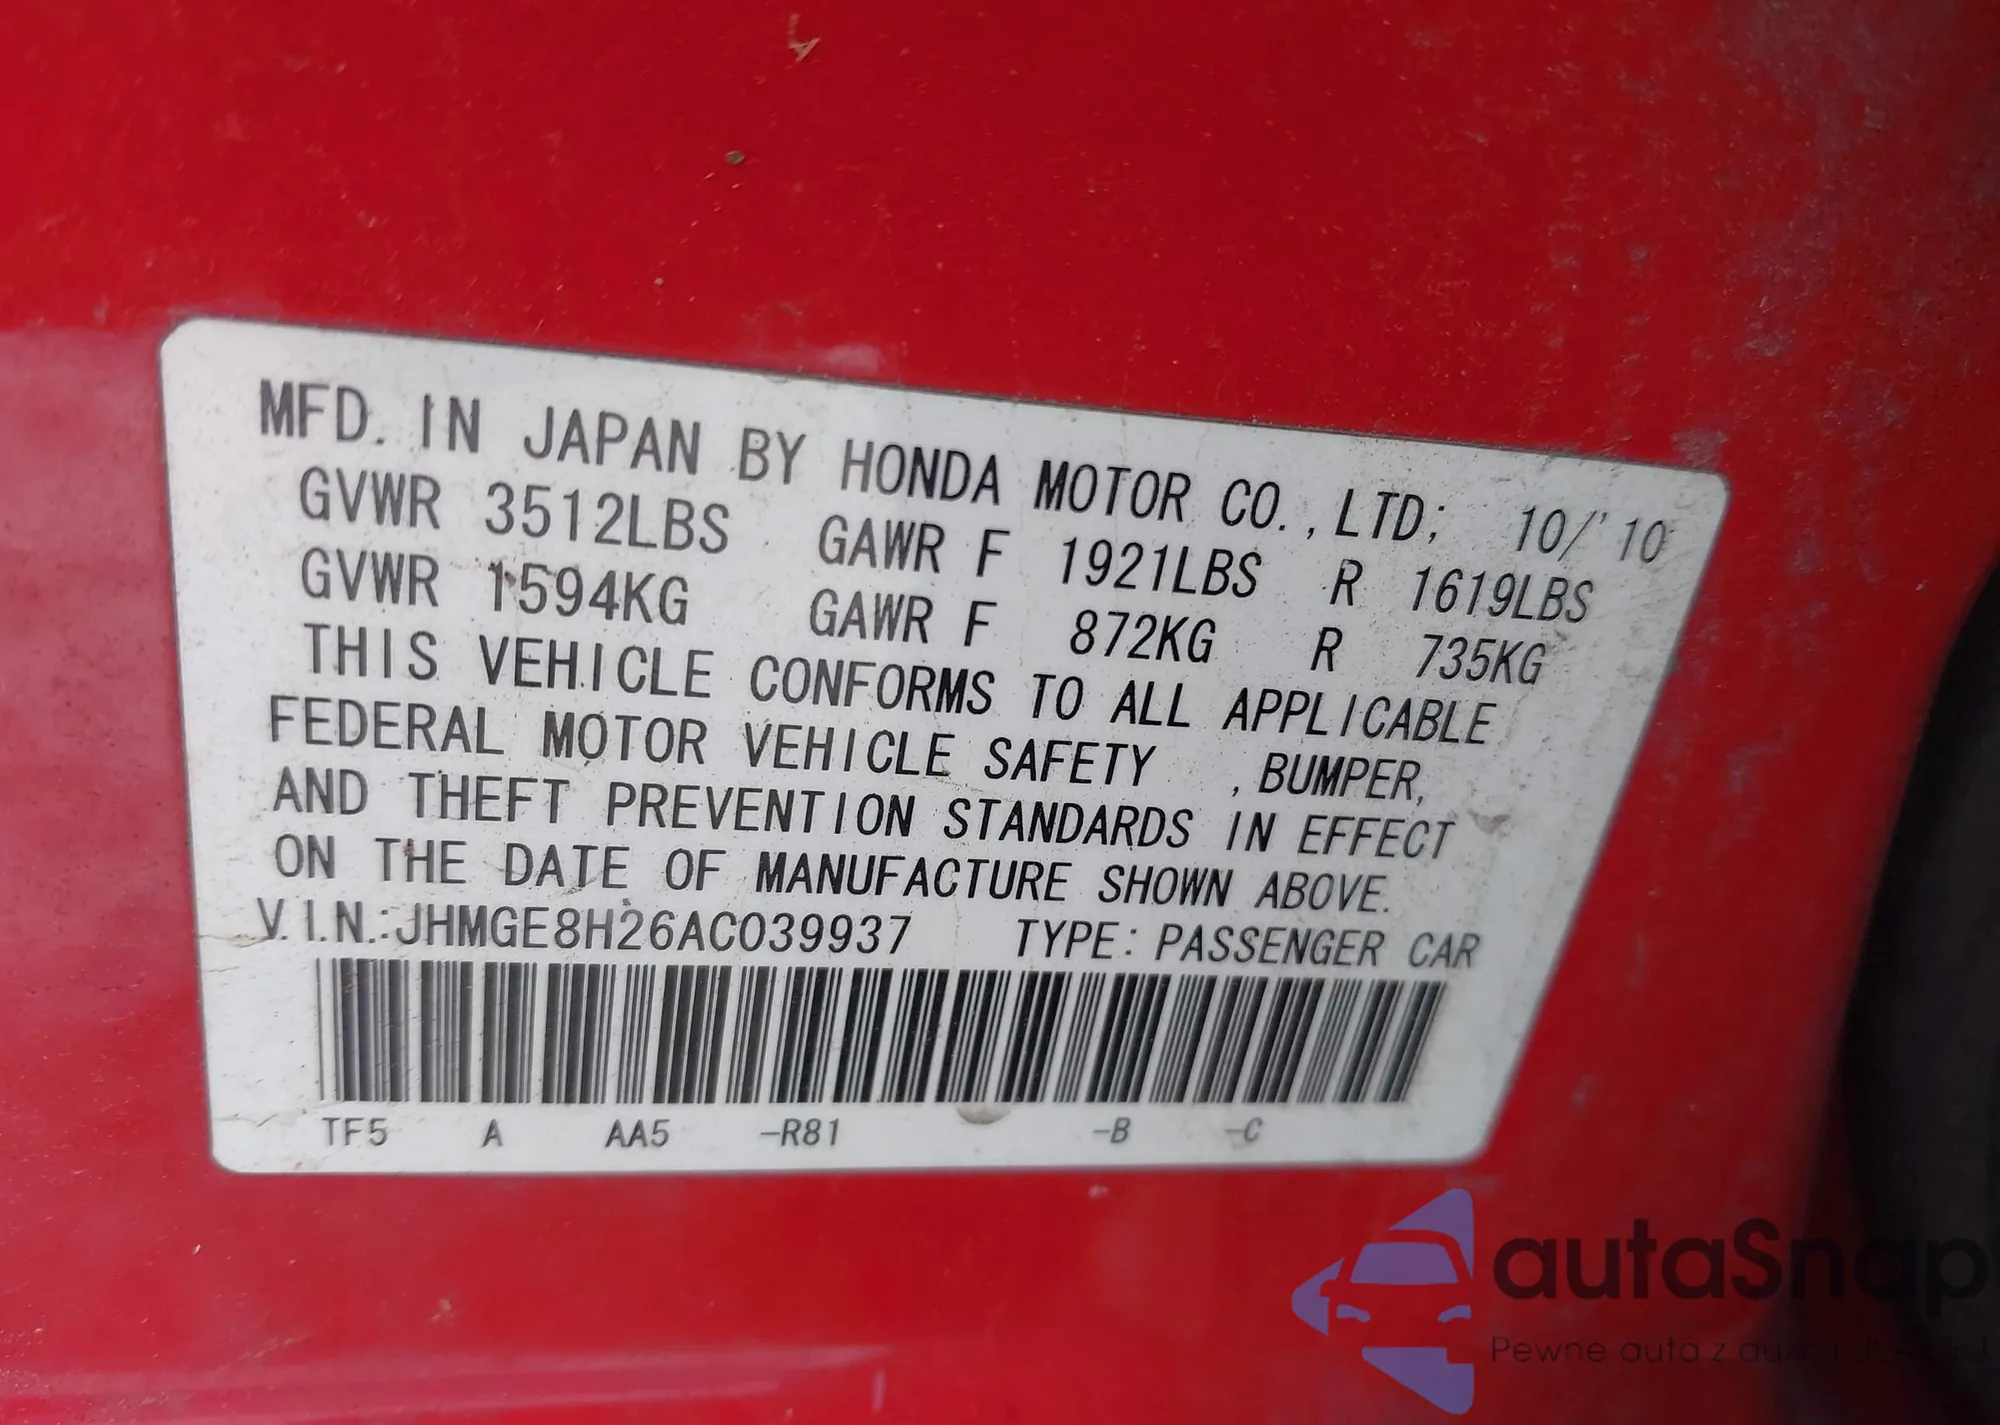 MFD. IN JAPAN BY HONDA MOTOR CO., LTD; 10/'10
GVWR 3512LBS GAWR F 1921LBS R 1619LBS
GVWR 1594KG GAWR F 872KG R 735KG
THIS VEHICLE CONFORMS TO ALL APPLICABLE
FEDERAL MOTOR VEHICLE SAFETY , BUMPER,
AND THEFT PREVENTION STANDARDS IN EFFECT
ON THE DATE OF MANUFACTURE SHOWN ABOVE.
V.I.N.:JHMGE8H26AC039937 TYPE: PASSENGER CAR
TF5 A AA5 -R81 -B -C
autaSnap
Pewne auta z